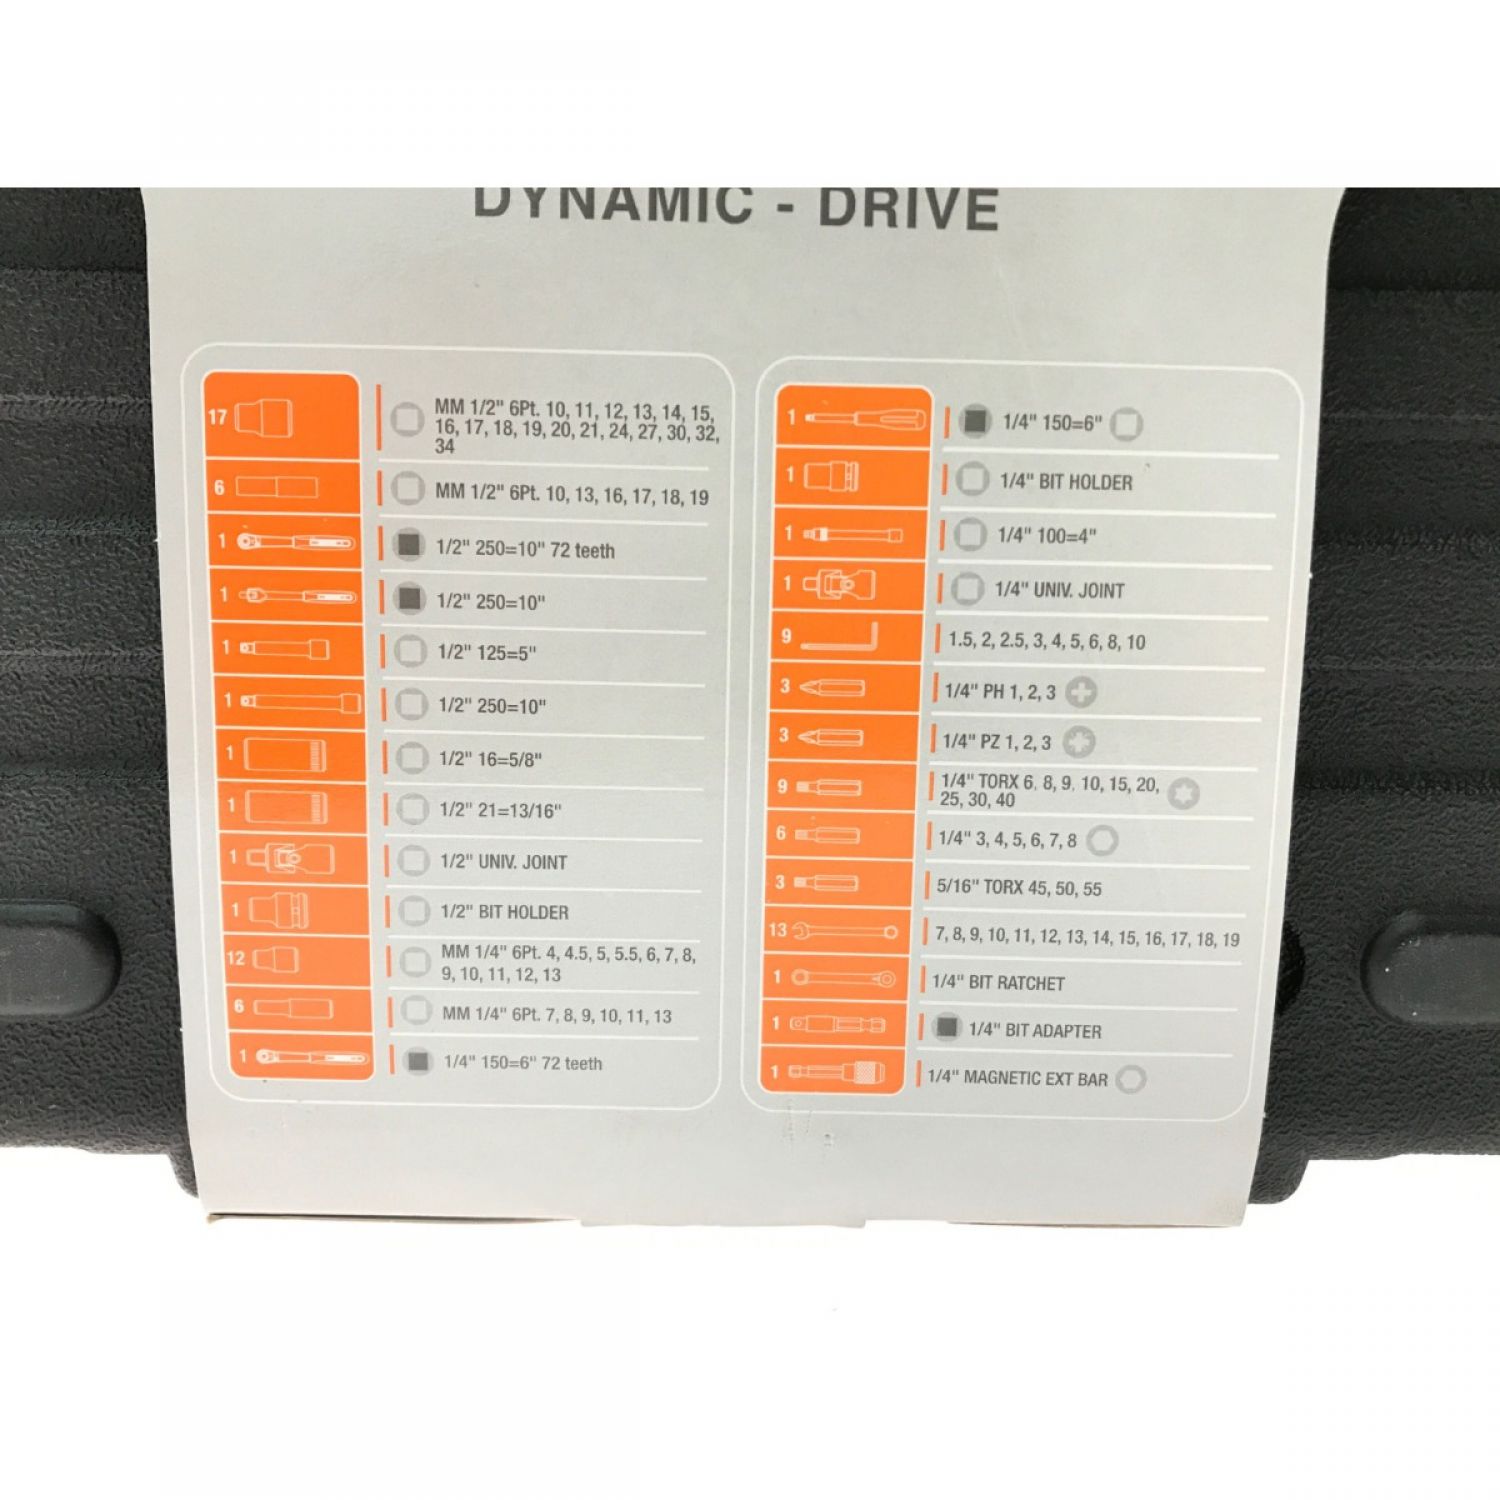 DYNAMIC - DRIVE
17 MM 1/2" 6Pt. 10, 11, 12, 13, 14, 15,
16, 17, 18, 19, 20, 21, 24, 27, 30, 32,
34
6 MM 1/2" 6Pt. 10, 13, 16, 17, 18, 19
1 1/2" 250=10" 72 teeth
1 1/2" 250=10"
1 1/2" 125=5"
1 1/2" 250=10"
1 1/2" 16=5/8"
1 1/2" 21=13/16"
1 1/2" UNIV. JOINT
1 1/2" BIT HOLDER
12 MM 1/4" 6Pt. 4, 4.5, 5, 5.5, 6, 7, 8,
9, 10, 11, 12, 13
6 MM 1/4" 6Pt. 7, 8, 9, 10, 11, 13
1 1/4" 150=6" 72 teeth
1 1/4" 150=6"
1 1/4" BIT HOLDER
1 1/4" 100=4"
1 1/4" UNIV. JOINT
9 1.5, 2, 2.5, 3, 4, 5, 6, 8, 10
3 1/4" PH 1, 2, 3
3 1/4" PZ 1, 2, 3
9 1/4" TORX 6, 8, 9, 10, 15, 20,
25, 30, 40
6 1/4" 3, 4, 5, 6, 7, 8
3 5/16" TORX 45, 50, 55
13 7, 8, 9, 10, 11, 12, 13, 14, 15, 16, 17, 18, 19
1 1/4" BIT RATCHET
1 1/4" BIT ADAPTER
1 1/4" MAGNETIC EXT BAR